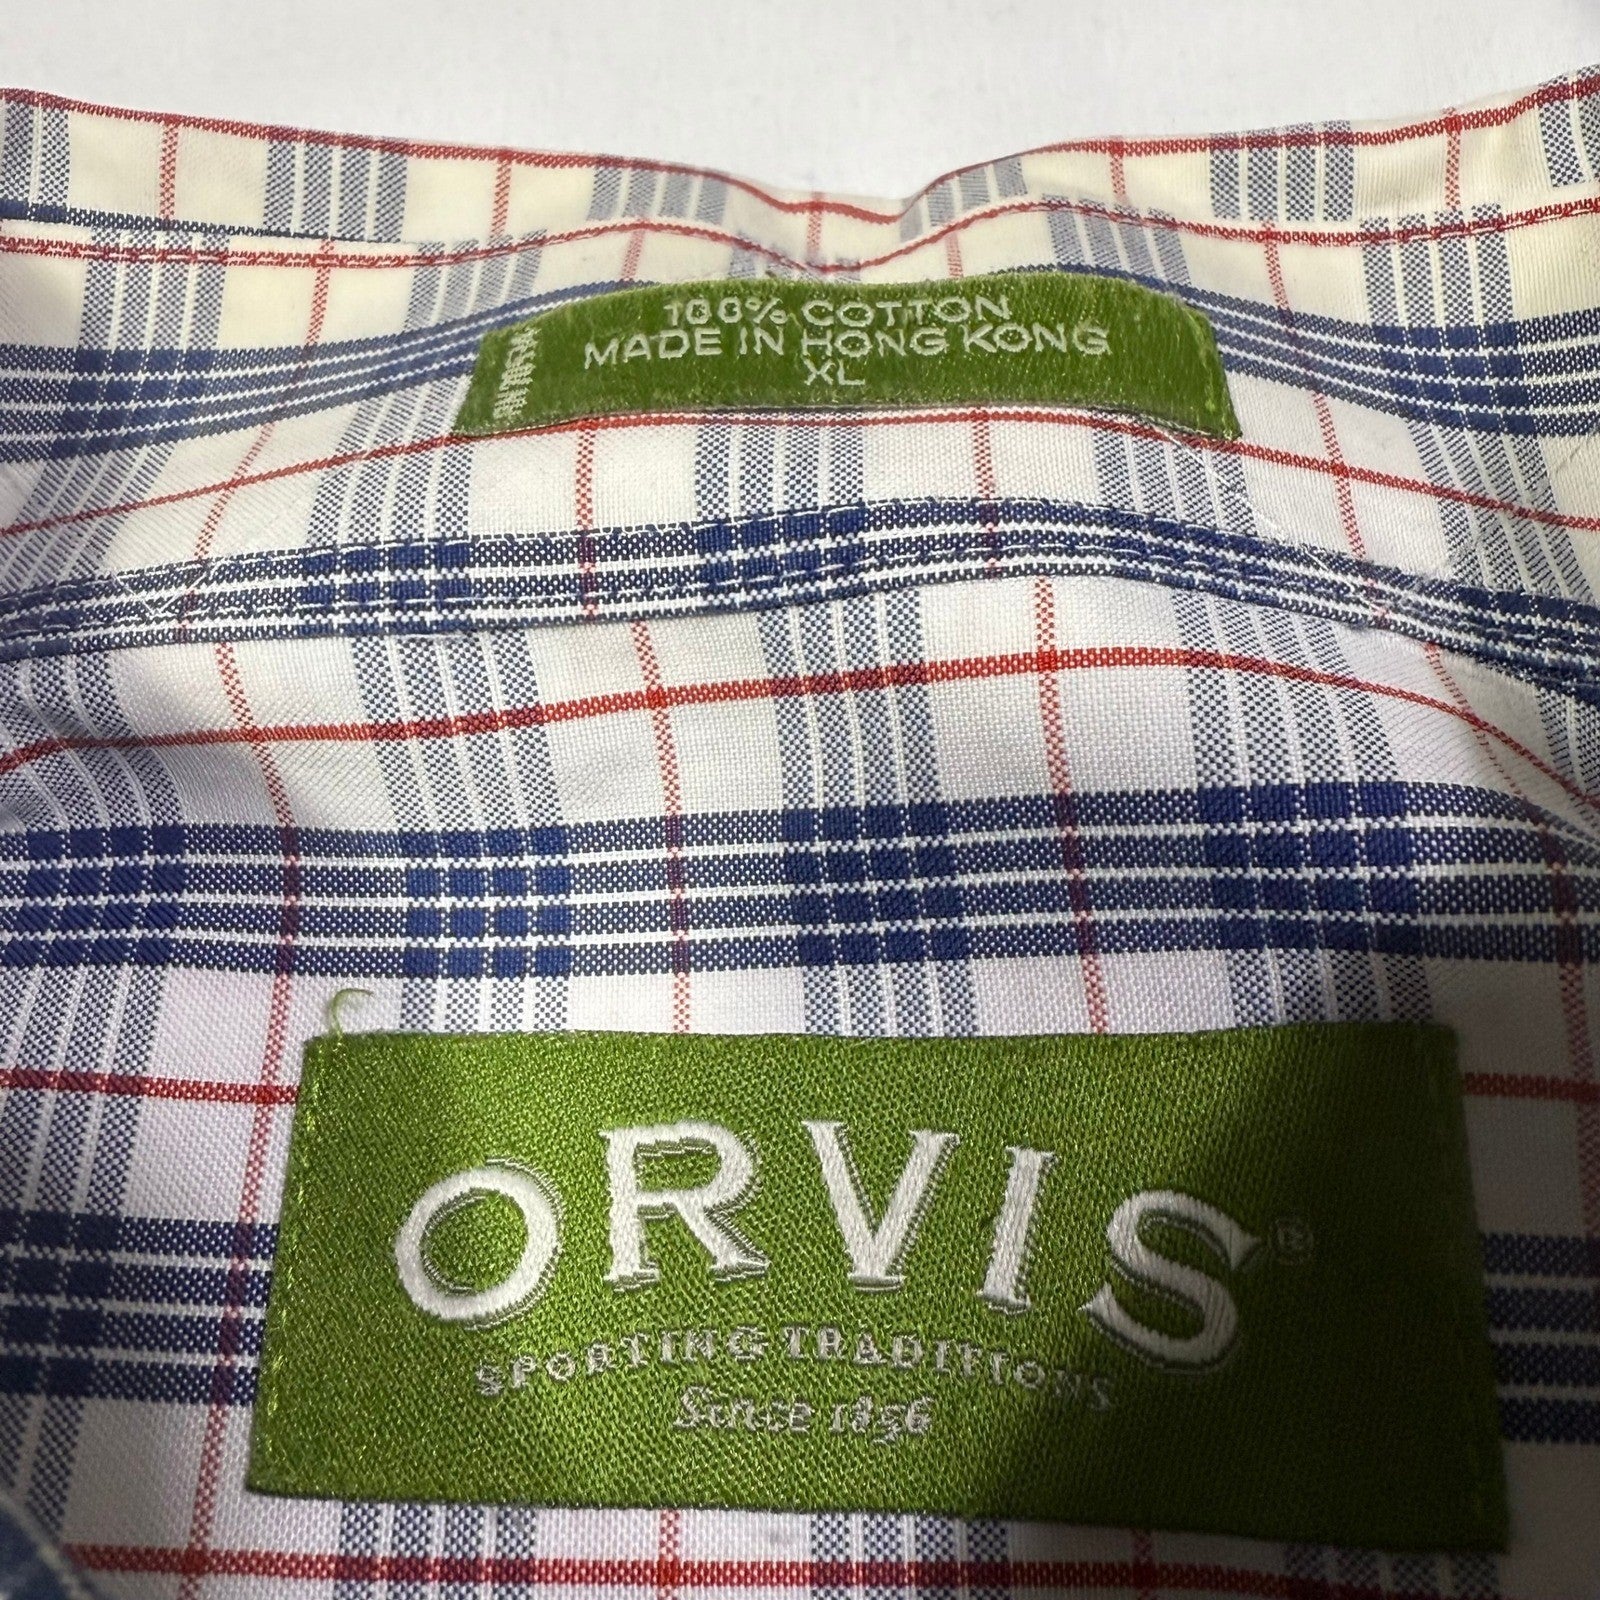 100% COTTON
MADE IN HONG KONG
XL
ORVIS®
SPORTING TRADITIONS
Since 1856